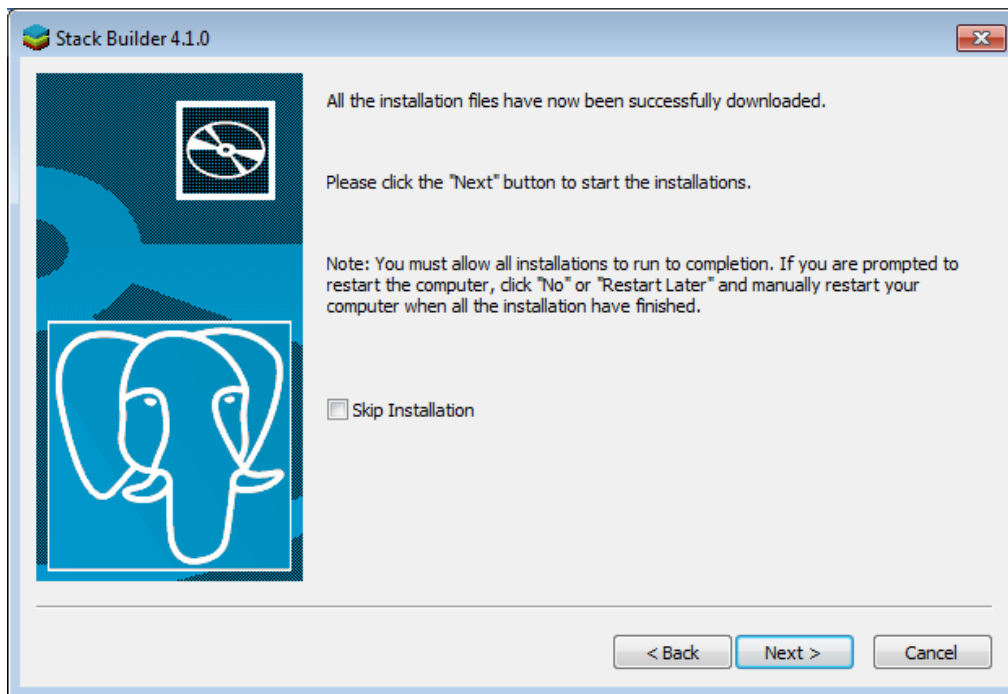 Stack Builder 4.1.0
All the installation files have now been successfully downloaded.
Please click the "Next" button to start the installations.
Note: You must allow all installations to run to completion. If you are prompted to
restart the computer, click "No" or "Restart Later" and manually restart your
computer when all the installation have finished.
Skip Installation
< Back
Next >
Cancel